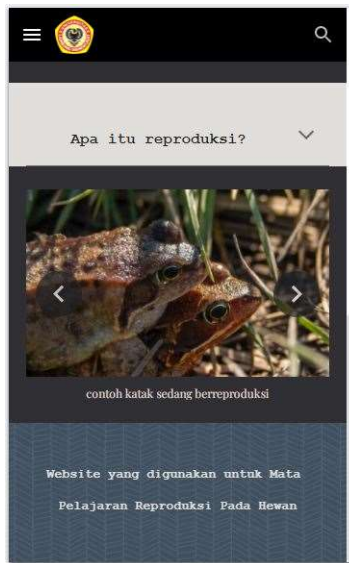 Apa itu reproduksi?
contoh katak sedang berreproduksi
Website yang digunakan untuk Mata
Pelajaran Reproduksi Pada Hewan